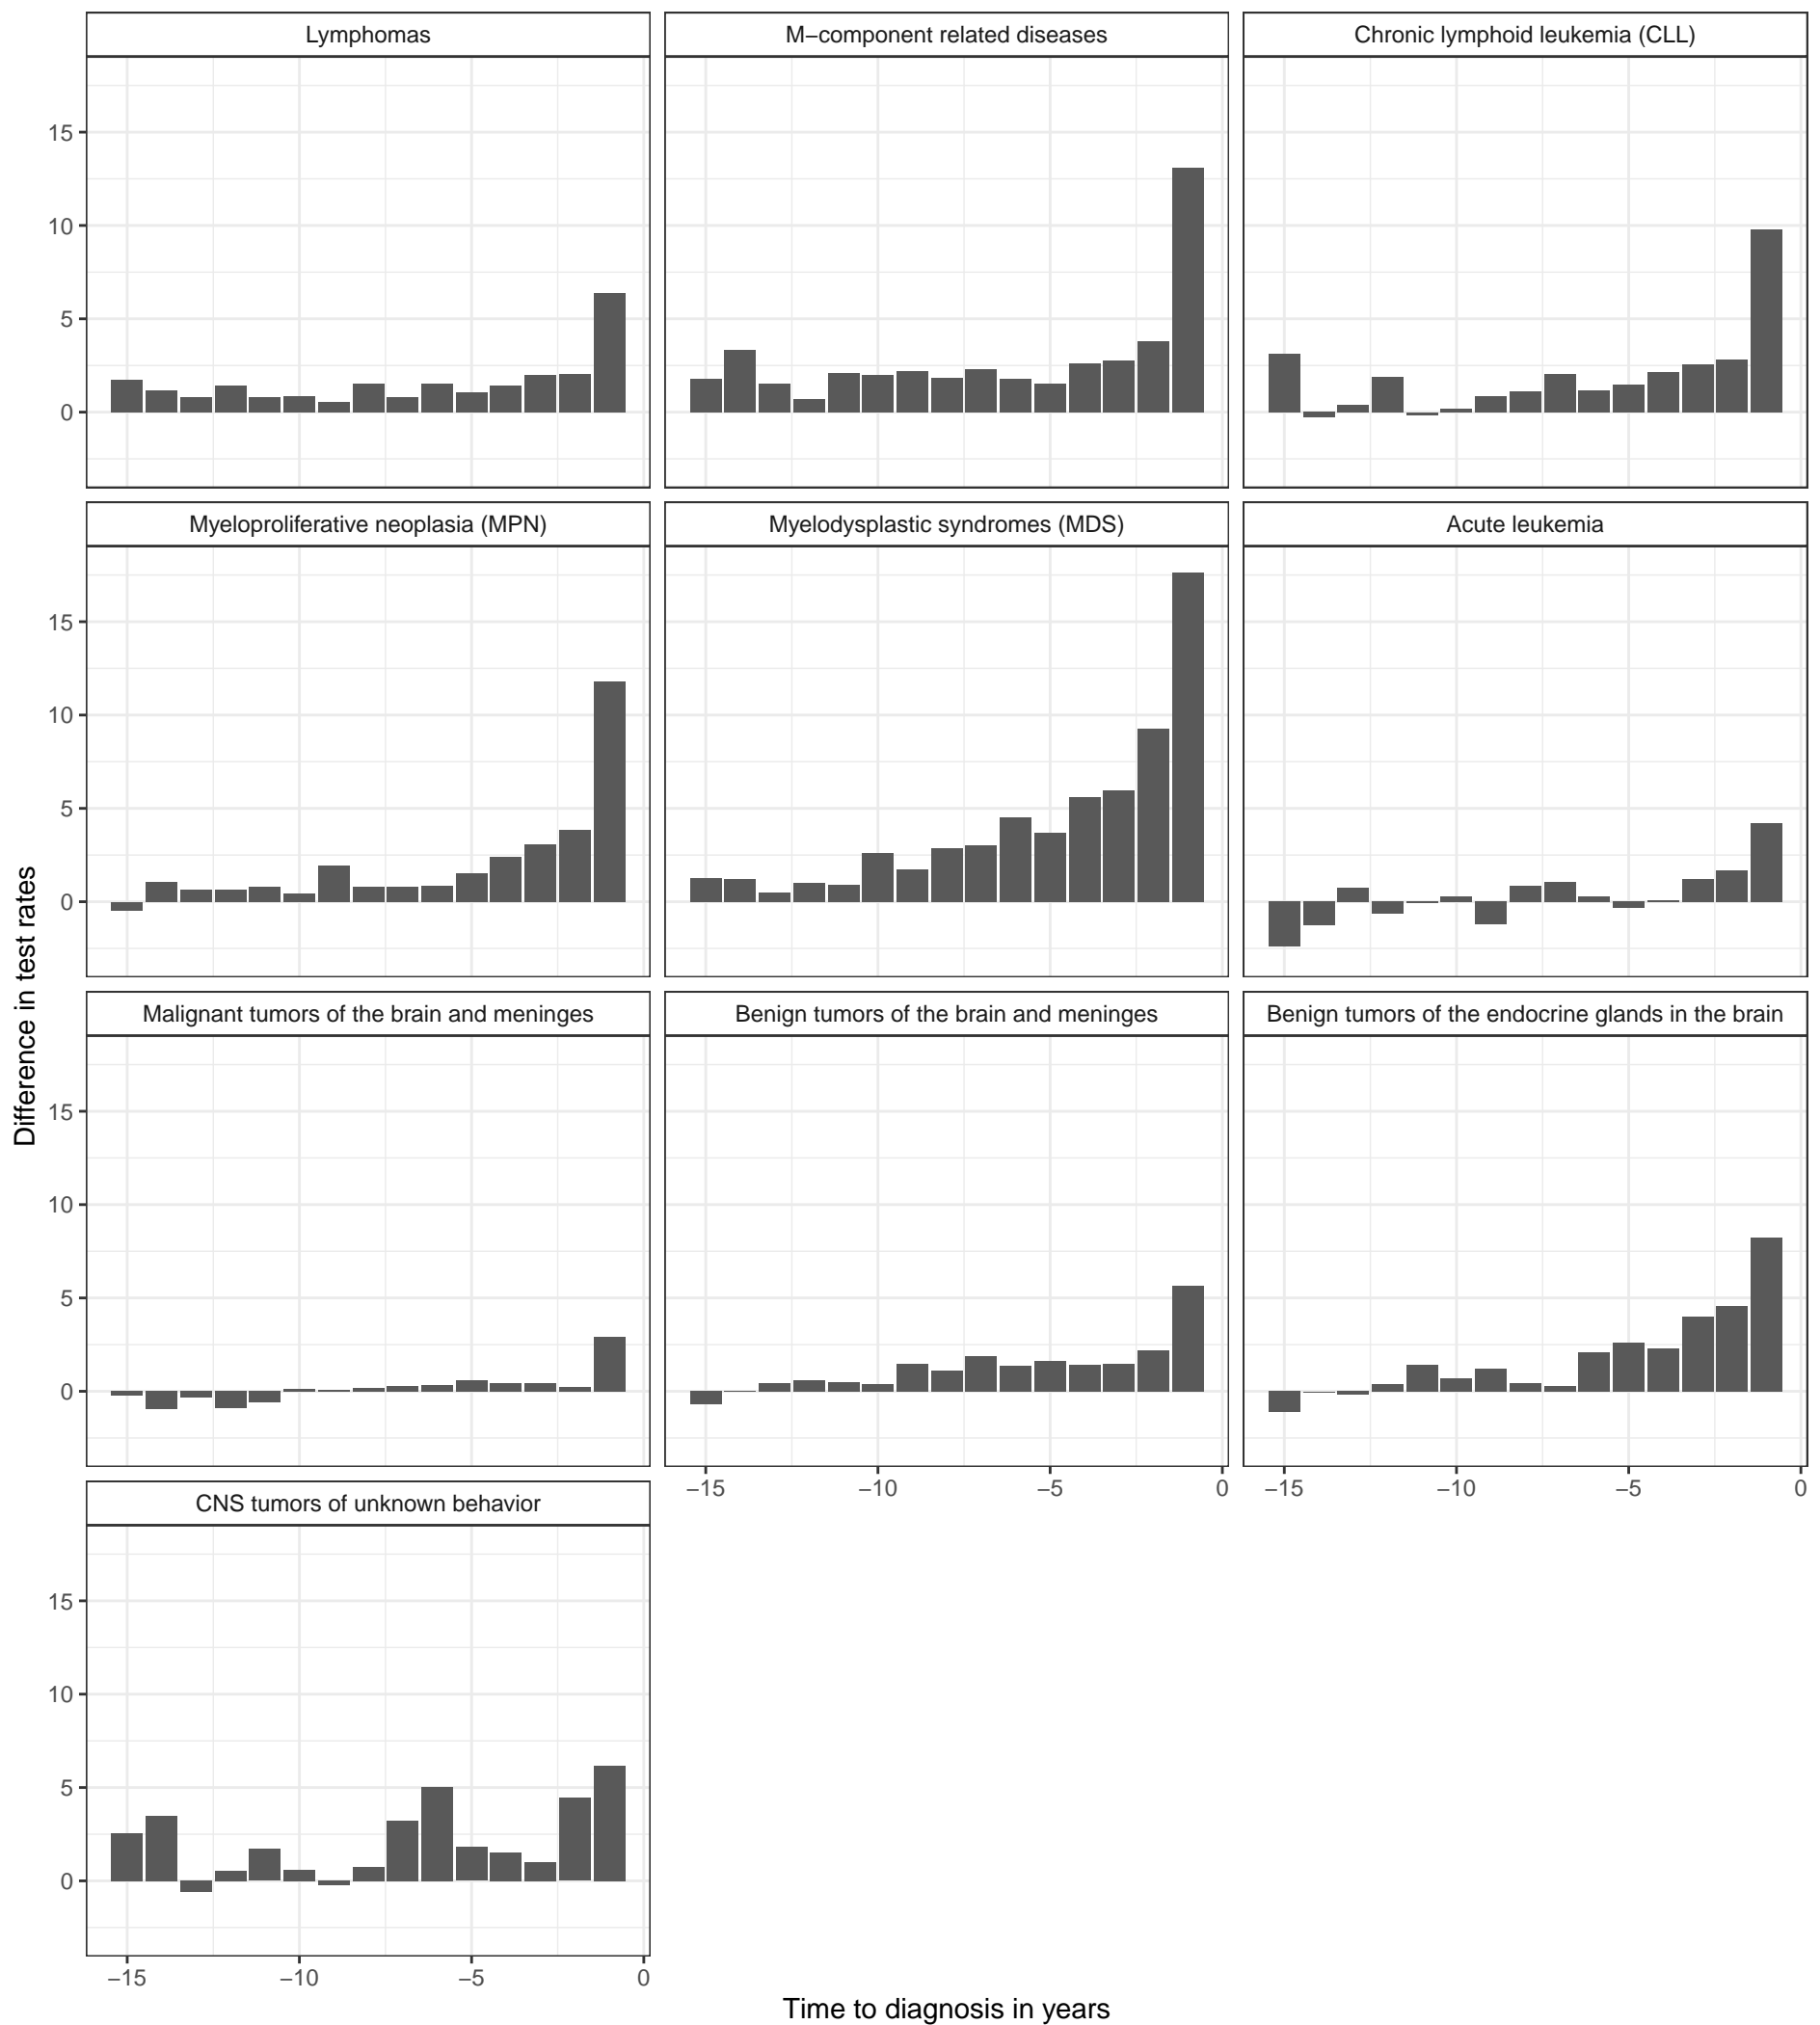 Lymphomas
M−component related diseases
Chronic lymphoid leukemia (CLL)
15
10
5
0
Myeloproliferative neoplasia (MPN)
Myelodysplastic syndromes (MDS)
Acute leukemia
15
10
5
0
Difference in test rates
Malignant tumors of the brain and meninges
Benign tumors of the brain and meninges
Benign tumors of the endocrine glands in the brain
15
10
5
0
−15 −10 −5 0
−15 −10 −5 0
CNS tumors of unknown behavior
15
10
5
0
−15 −10 −5 0
Time to diagnosis in years